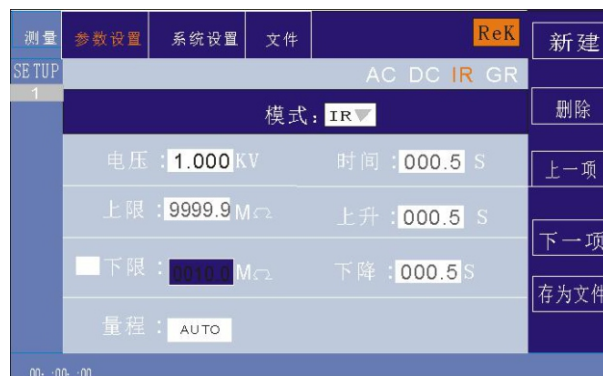 测量 参数设置 系统设置 文件 ReK 新建
SETUP AC DC IR GR
1
模式：IR 删除
电压：1.000 KV 时间：000.5 S 上一项
上限：9999.9 MΩ 上升：000.5 S
下限：0010.0 MΩ 下降：000.5 S 下一项
量程：AUTO 存为文件
00: :00: :00